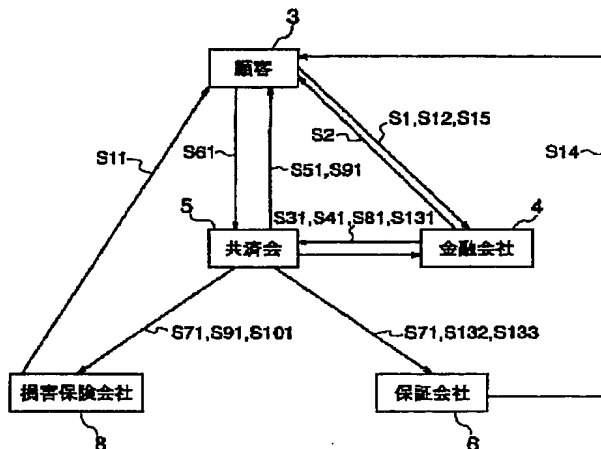 3
顧客
S1,S12,S15
S2
S14
S11
S61
S51,S91
5
S31,S41,S81,S131
4
共済会
金融会社
S71,S91,S101
S71,S132,S133
損害保険会社
保証会社
8
6